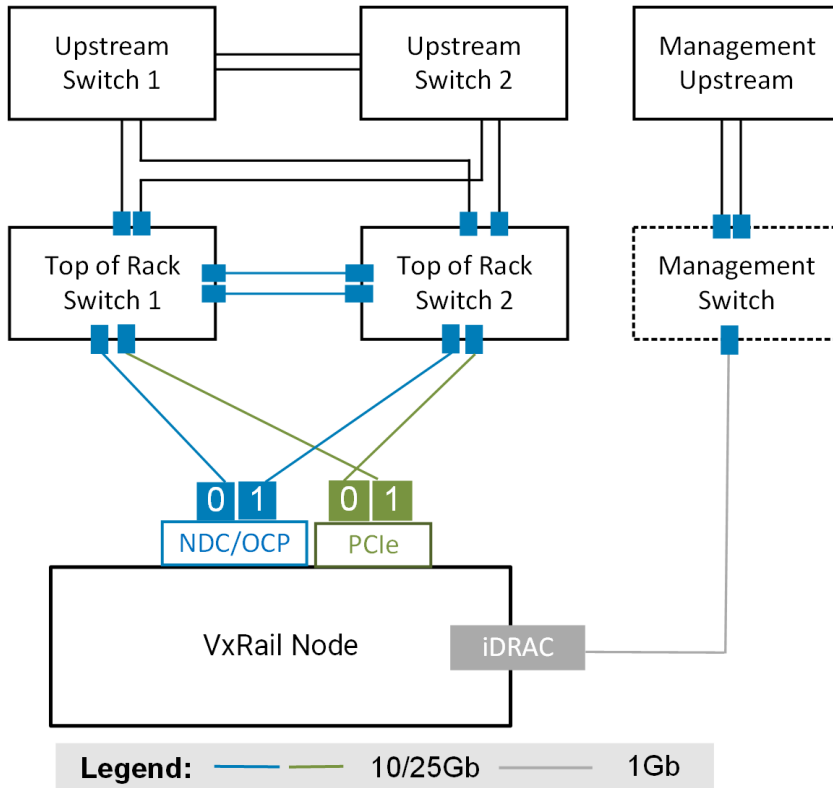 Upstream
Switch 1
Upstream
Switch 2
Management
Upstream
Top of Rack
Switch 1
Top of Rack
Switch 2
Management
Switch
0 1
0 1
NDC/OCP
PCIe
VxRail Node
iDRAC
Legend: 10/25Gb 1Gb